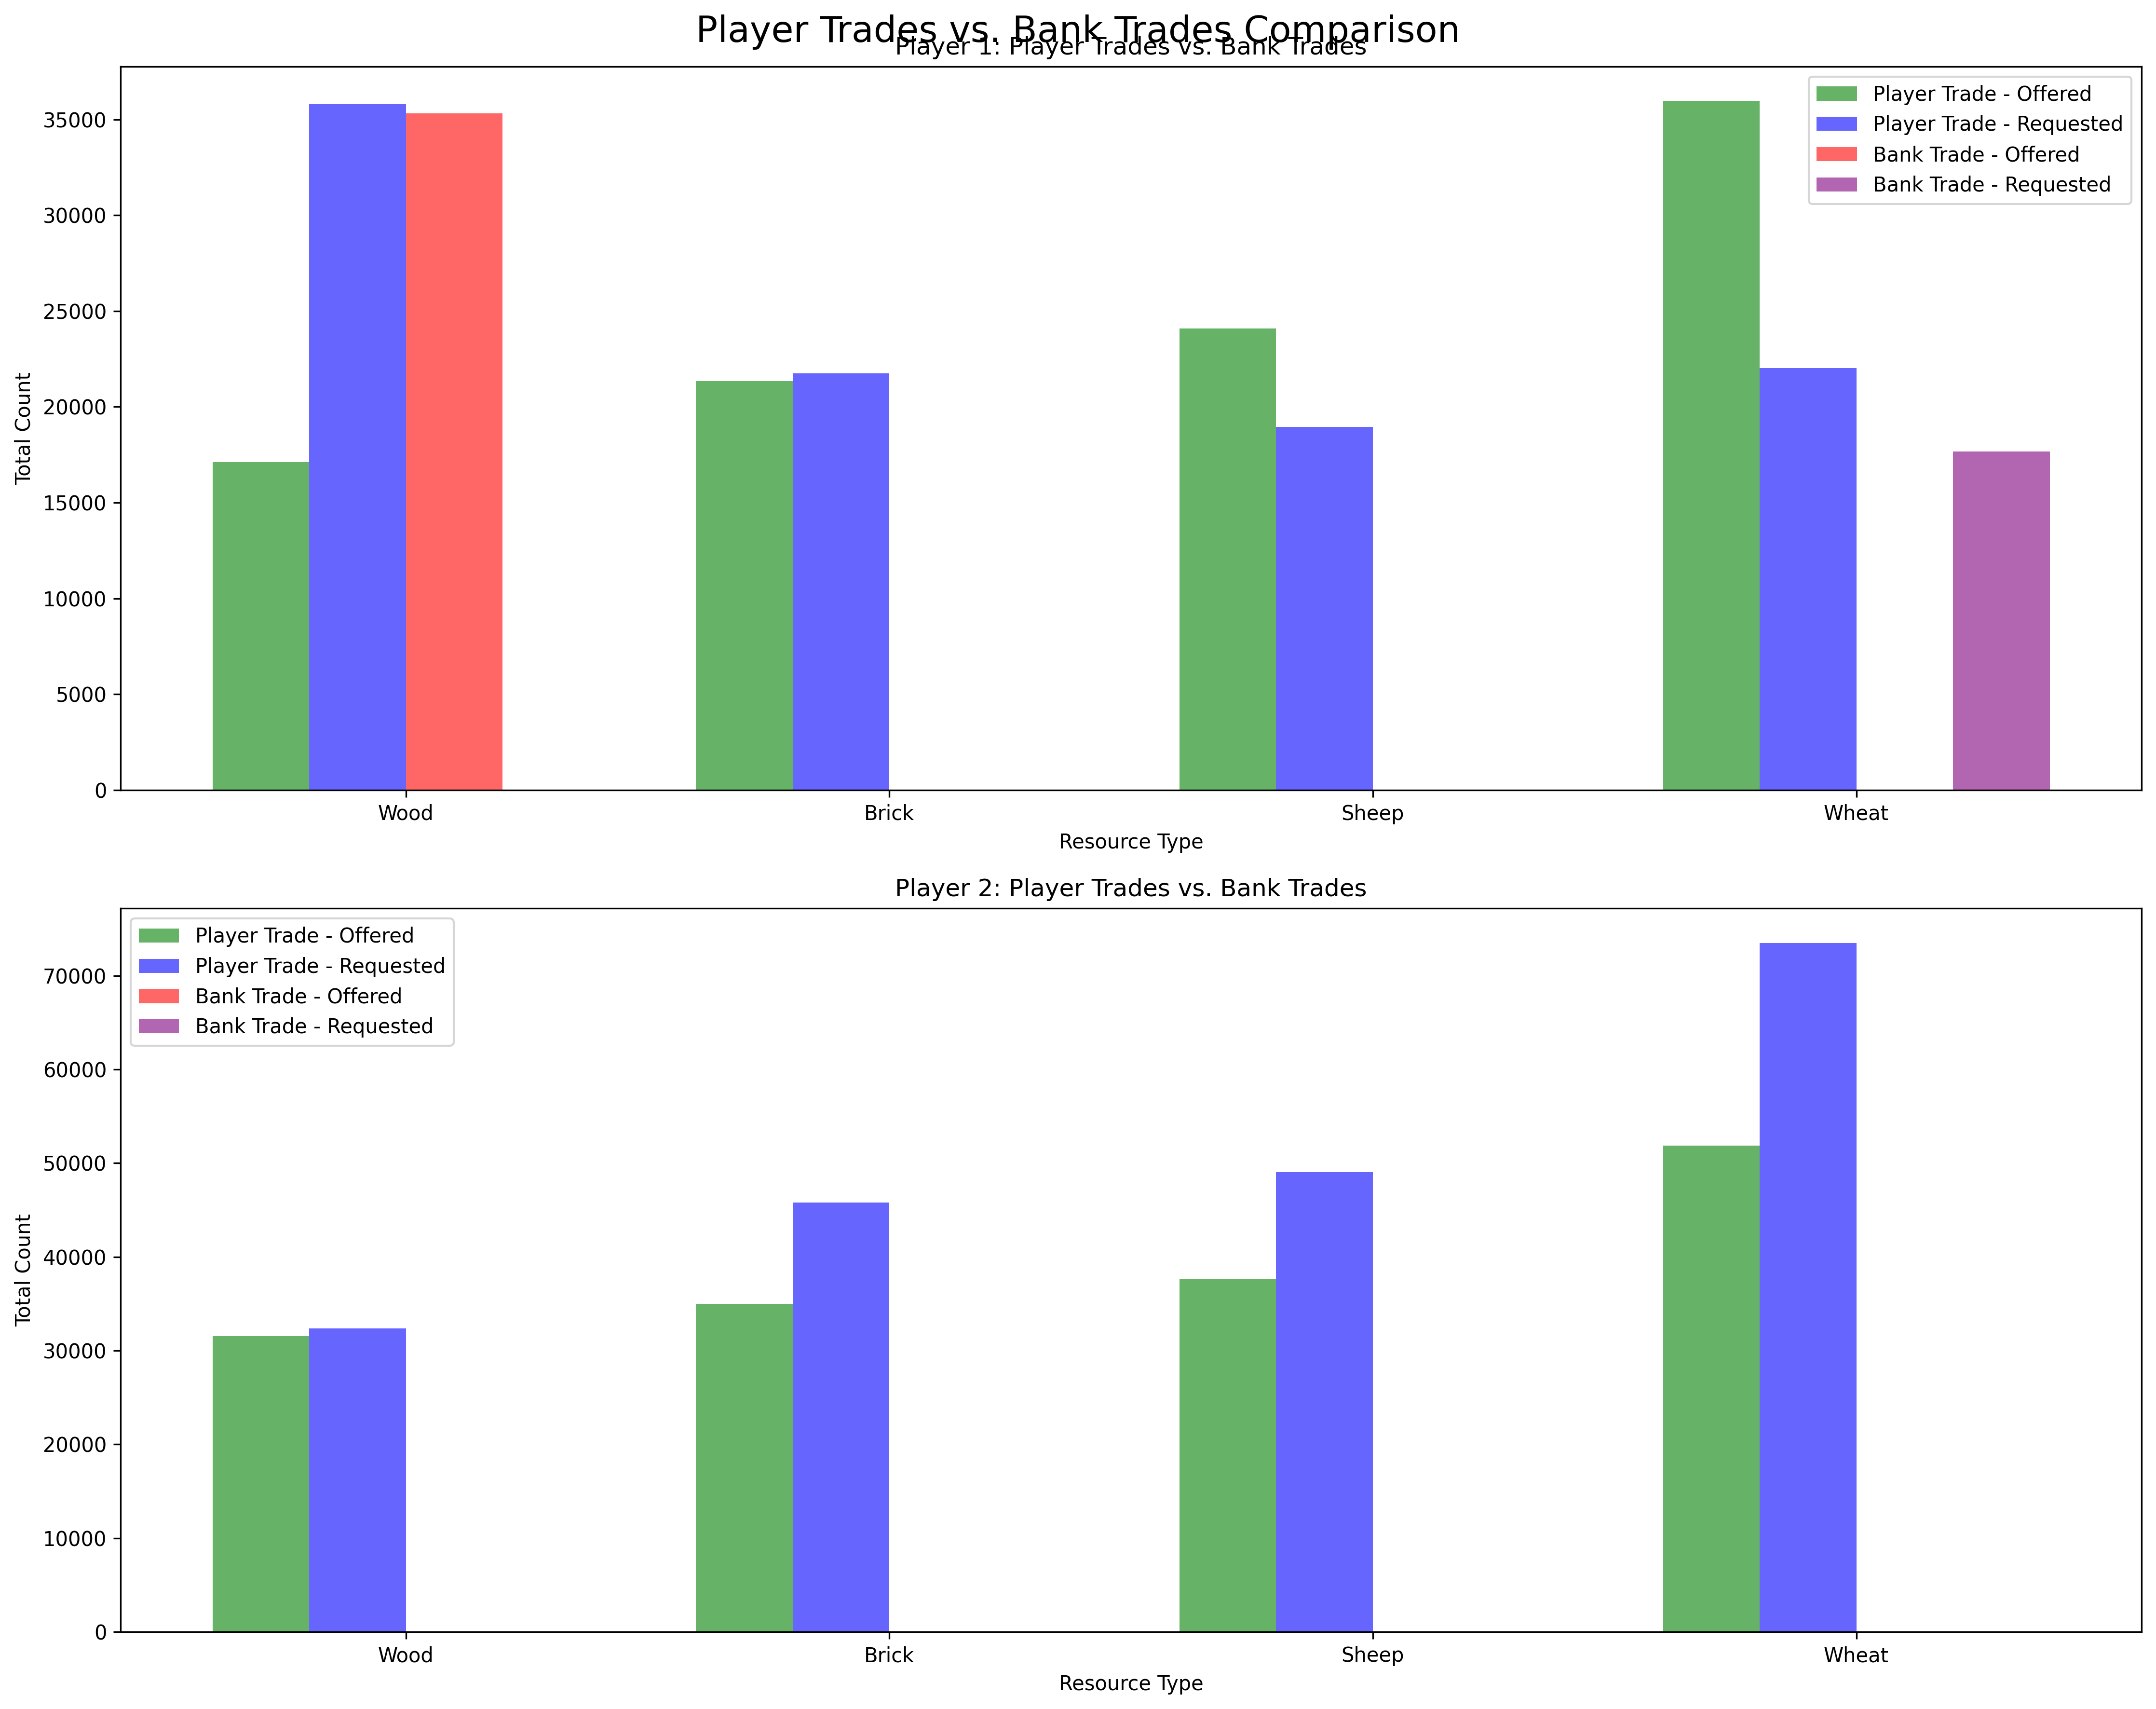 Player Trades vs. Bank Trades Comparison
Player 1: Player Trades vs. Bank Trades
Player Trade - Offered
Player Trade - Requested
Bank Trade - Offered
Bank Trade - Requested
Total Count
35000
30000
25000
20000
15000
10000
5000
0
Wood Brick Sheep Wheat
Resource Type
Player 2: Player Trades vs. Bank Trades
Player Trade - Offered
Player Trade - Requested
Bank Trade - Offered
Bank Trade - Requested
Total Count
70000
60000
50000
40000
30000
20000
10000
0
Wood Brick Sheep Wheat
Resource Type